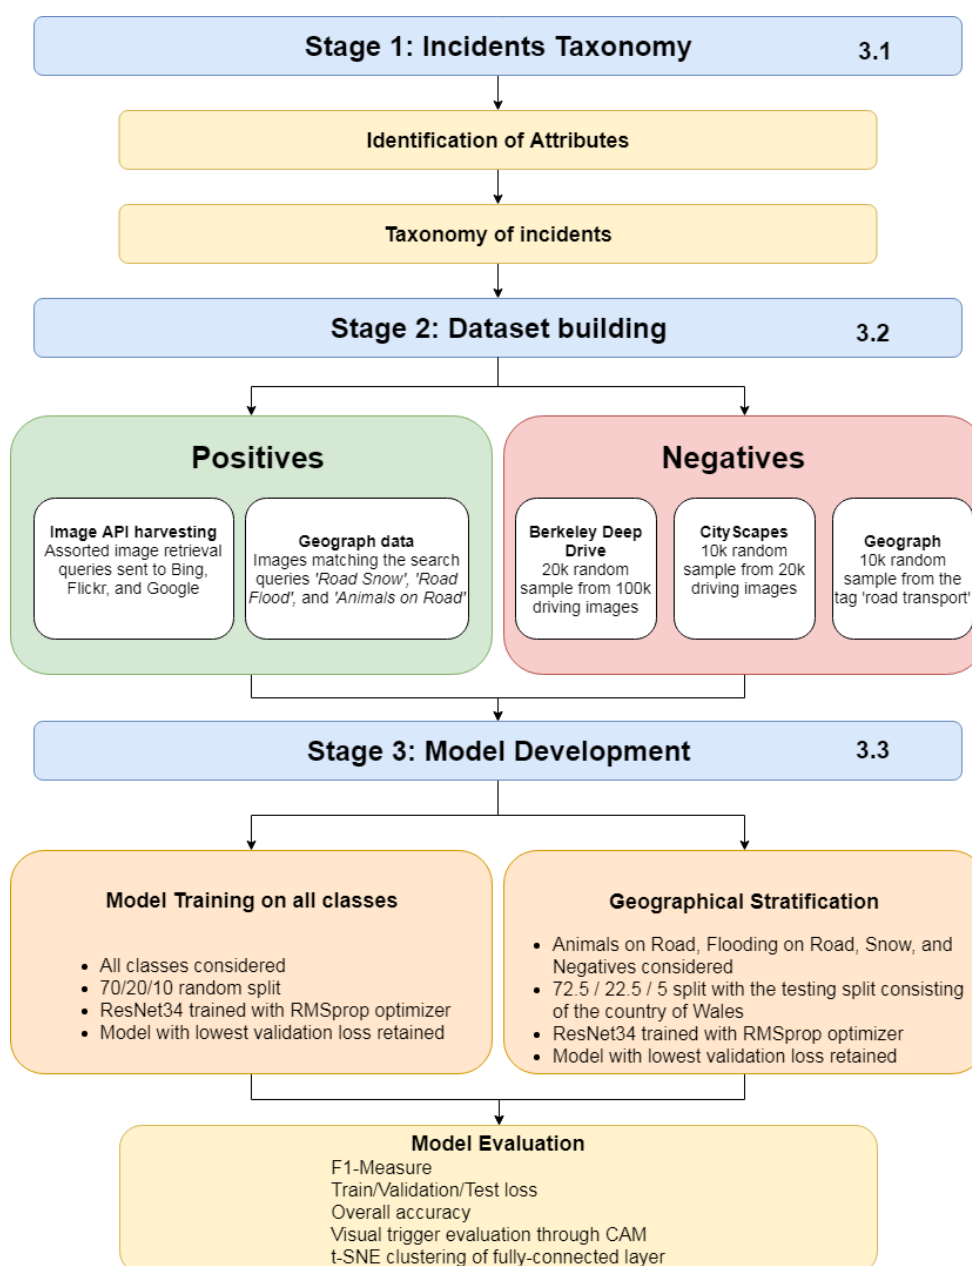 Stage 1: Incidents Taxonomy
3.1
Identification of Attributes
Taxonomy of incidents
Stage 2: Dataset building
3.2
Positives
Image API harvesting
Assorted image retrieval
queries sent to Bing,
Flickr, and Google
Geograph data
Images matching the search
queries 'Road Snow', 'Road
Flood', and 'Animals on Road'
Negatives
Berkeley Deep
Drive
20k random
sample from 100k
driving images
CityScapes
10k random
sample from 20k
driving images
Geograph
10k random
sample from the
tag 'road transport'
Stage 3: Model Development
3.3
Model Training on all classes
• All classes considered
• 70/20/10 random split
• ResNet34 trained with RMSprop optimizer
• Model with lowest validation loss retained
Geographical Stratification
• Animals on Road, Flooding on Road, Snow, and
Negatives considered
• 72.5 / 22.5 / 5 split with the testing split consisting
of the country of Wales
• ResNet34 trained with RMSprop optimizer
• Model with lowest validation loss retained
Model Evaluation
F1-Measure
Train/Validation/Test loss
Overall accuracy
Visual trigger evaluation through CAM
t-SNE clustering of fully-connected layer